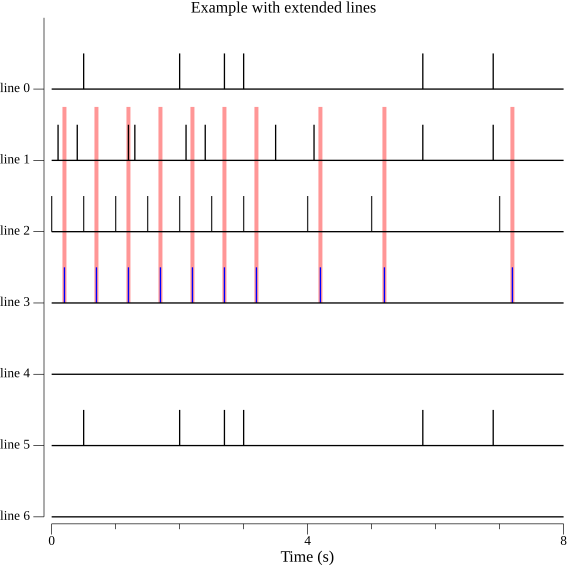 Example with extended lines
line 0
line 1
line 2
line 3
line 4
line 5
line 6
0 4 8
Time (s)